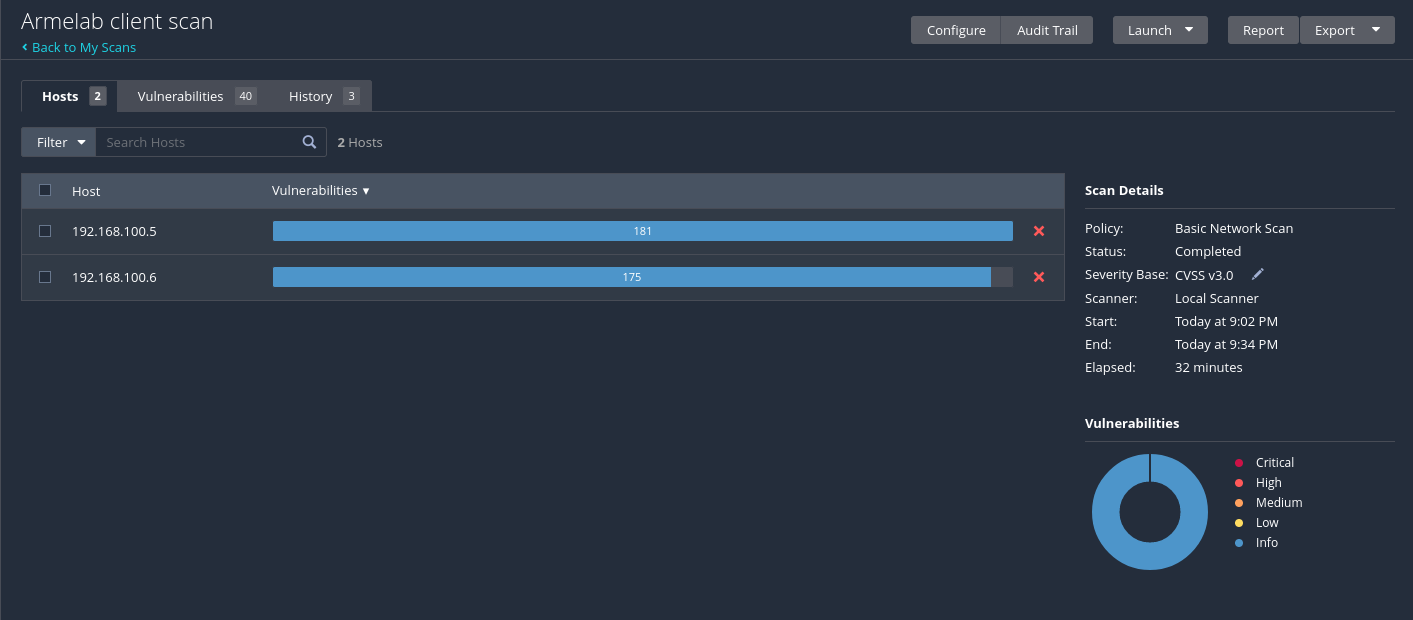 Armelab client scan
Back to My Scans
Configure Audit Trail Launch Report Export
Hosts 2 Vulnerabilities 40 History 3
Filter Search Hosts 2 Hosts
Host Vulnerabilities
192.168.100.5 181
192.168.100.6 175
Scan Details
Policy: Basic Network Scan
Status: Completed
Severity Base: CVSS v3.0
Scanner: Local Scanner
Start: Today at 9:02 PM
End: Today at 9:34 PM
Elapsed: 32 minutes
Vulnerabilities
Critical
High
Medium
Low
Info